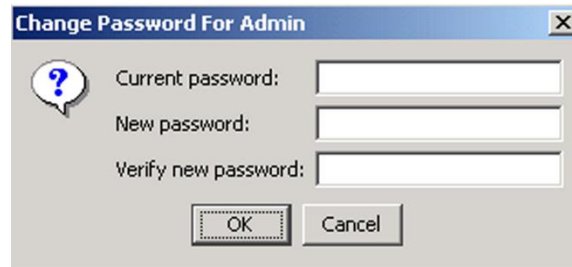 Change Password For Admin
Current password:
New password:
Verify new password:
OK Cancel